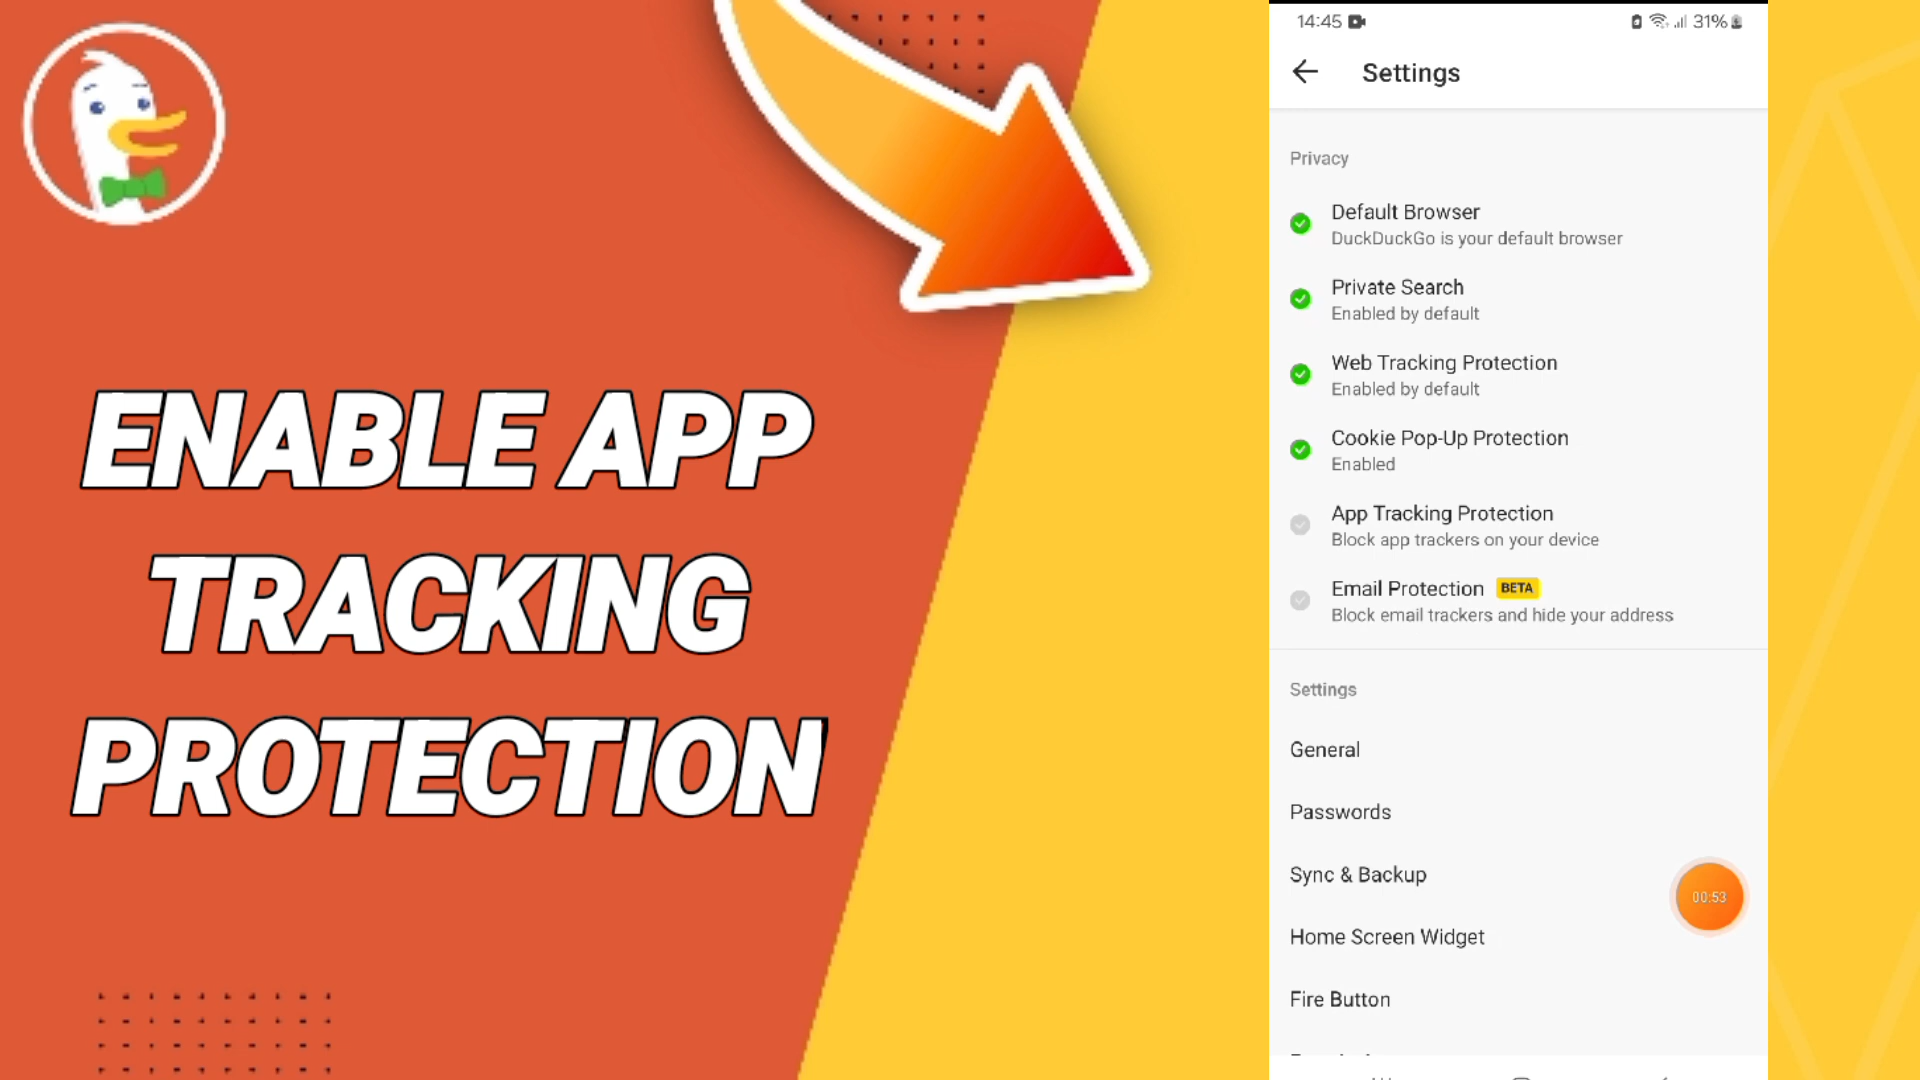 ENABLE APP
TRACKING
PROTECTION
14:45
31%
Settings
Privacy
Default Browser
DuckDuckGo is your default browser
Private Search
Enabled by default
Web Tracking Protection
Enabled by default
Cookie Pop-Up Protection
Enabled
App Tracking Protection
Block app trackers on your device
Email Protection BETA
Block email trackers and hide your address
Settings
General
Passwords
Sync & Backup
00:53
Home Screen Widget
Fire Button